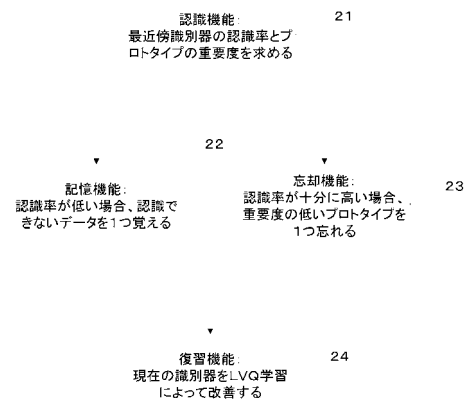 認識機能:
21
最近傍識別器の認識率とプ
ロトタイプの重要度を求める
22
記憶機能:
認識率が低い場合、認識で
きないデータを1つ覚える
忘却機能:
23
認識率が十分に高い場合、
重要度の低いプロトタイプを
1つ忘れる
復習機能:
24
現在の識別器をLVQ学習
によって改善する